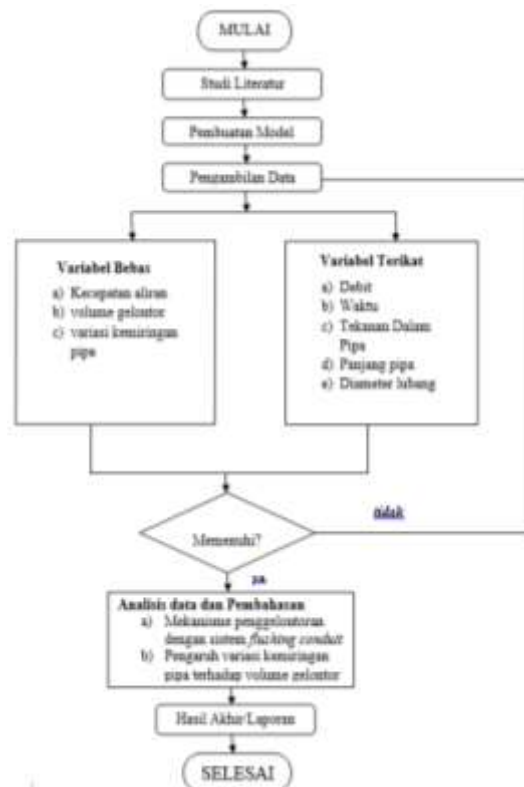 MULAI
Studi Literatur
Pembuatan Model
Pengambilan Data
Variabel Bebas
a) Kecepatan aliran
b) volume gelontor
c) variasi kemiringan
pipa
Variabel Terikat
a) Debit
b) Waktu
c) Tekanan Dalam
Pipa
d) Panjang pipa
e) Diameter lubang
Memenuhi?
tidak
ya
Analisis data dan Pembahasan
a) Mekanisme penggelontoran
dengan sistem flushing conduit
b) Pengaruh variasi kemiringan
pipa terhadap volume gelontor
Hasil Akhir/Laporan
SELESAI